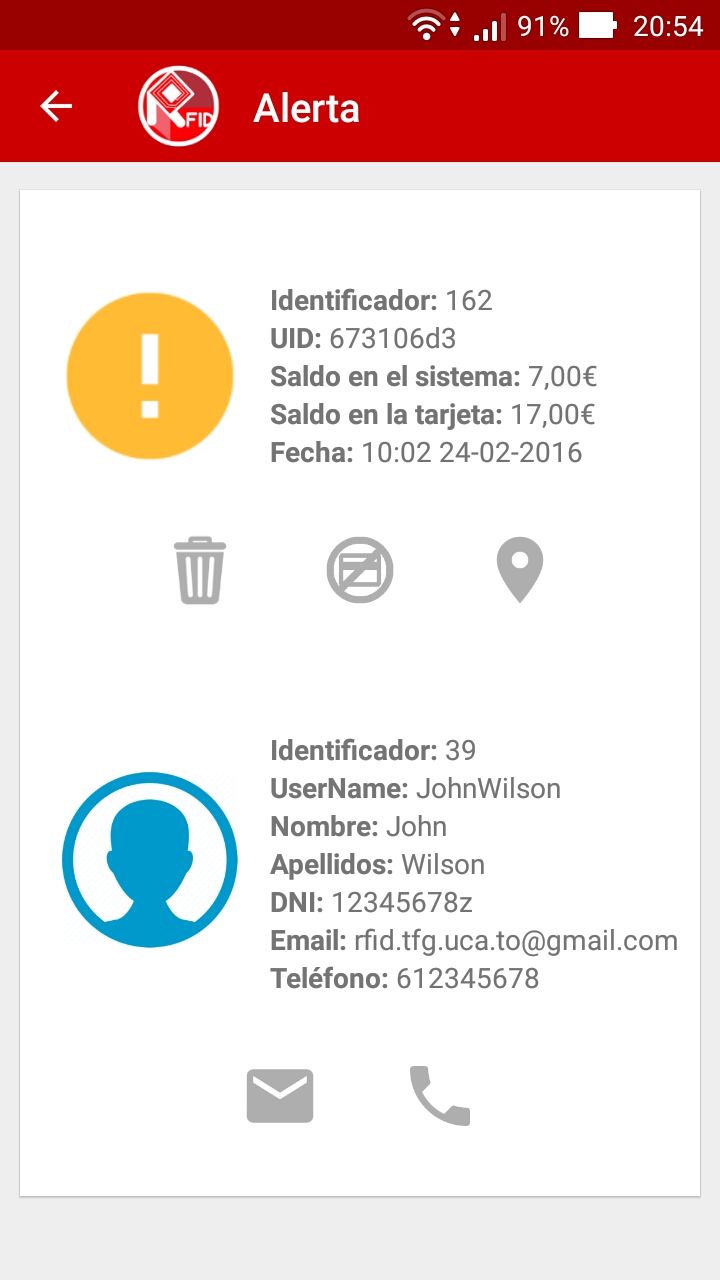 91% 20:54
RFID Alerta
Identificador: 162
UID: 673106d3
Saldo en el sistema: 7,00€
Saldo en la tarjeta: 17,00€
Fecha: 10:02 24-02-2016
Identificador: 39
UserName: JohnWilson
Nombre: John
Apellidos: Wilson
DNI: 12345678z
Email: rfid.tfg.uca.to@gmail.com
Teléfono: 612345678